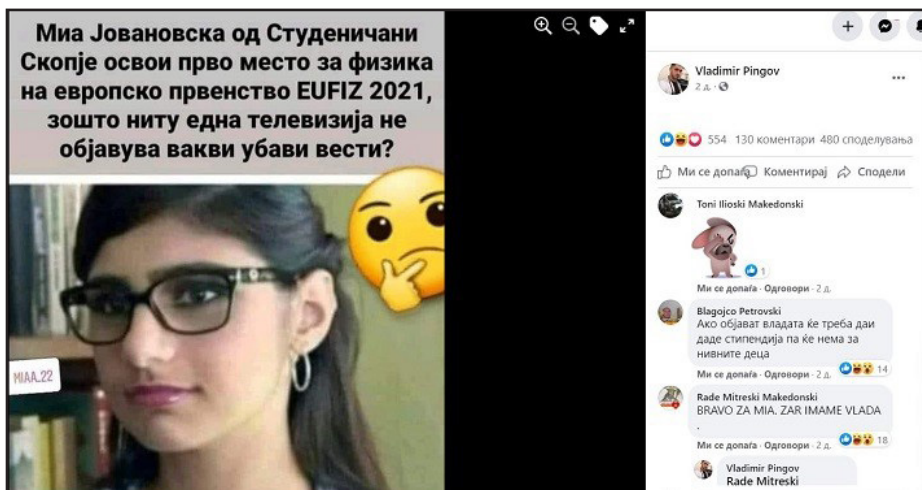 Миа Јовановска од Студеничани
Скопје освои прво место за физика
на европско првенство EUFIZ 2021,
зошто ниту една телевизија не
објавува вакви убави вести?
MIAA_22
Vladimir Pingov
2 д.
554 130 коментари 480 споделувања
Ми се допаѓа Коментирај Сподели
Toni Ilioski Makedonski
1
Ми се допаѓа · Одговори · 2 д.
Blagojco Petrovski
Ако објават владата ќе треба даи
даде стипендија па ќе нема за
нивните деца
Ми се допаѓа · Одговори · 2 д. 14
Rade Mitreski Makedonski
BRAVO ZA MIA. ZAR IMAME VLADA
.
Ми се допаѓа · Одговори · 2 д. 18
Vladimir Pingov
Rade Mitreski